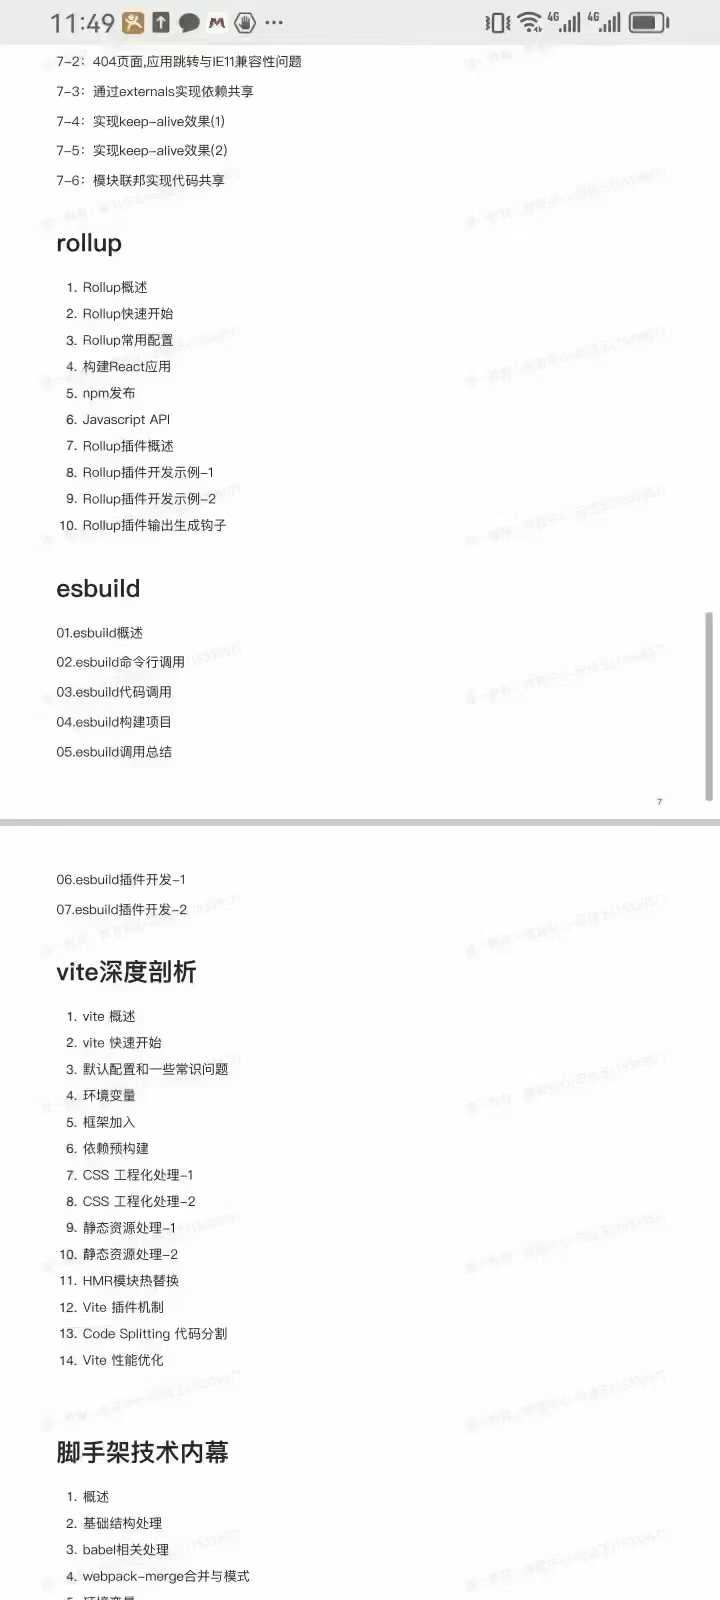 11:49
4G 4G
7-2：404页面,应用跳转与IE11兼容性问题
7-3：通过externals实现依赖共享
7-4：实现keep-alive效果(1)
7-5：实现keep-alive效果(2)
7-6：模块联邦实现代码共享
rollup
1. Rollup概述
2. Rollup快速开始
3. Rollup常用配置
4. 构建React应用
5. npm发布
6. Javascript API
7. Rollup插件概述
8. Rollup插件开发示例-1
9. Rollup插件开发示例-2
10. Rollup插件输出生成钩子
esbuild
01.esbuild概述
02.esbuild命令行调用
03.esbuild代码调用
04.esbuild构建项目
05.esbuild调用总结
7
06.esbuild插件开发-1
07.esbuild插件开发-2
vite深度剖析
1. vite 概述
2. vite 快速开始
3. 默认配置和一些常识问题
4. 环境变量
5. 框架加入
6. 依赖预构建
7. CSS 工程化处理-1
8. CSS 工程化处理-2
9. 静态资源处理-1
10. 静态资源处理-2
11. HMR模块热替换
12. Vite 插件机制
13. Code Splitting 代码分割
14. Vite 性能优化
脚手架技术内幕
1. 概述
2. 基础结构处理
3. babel相关处理
4. webpack-merge合并与模式